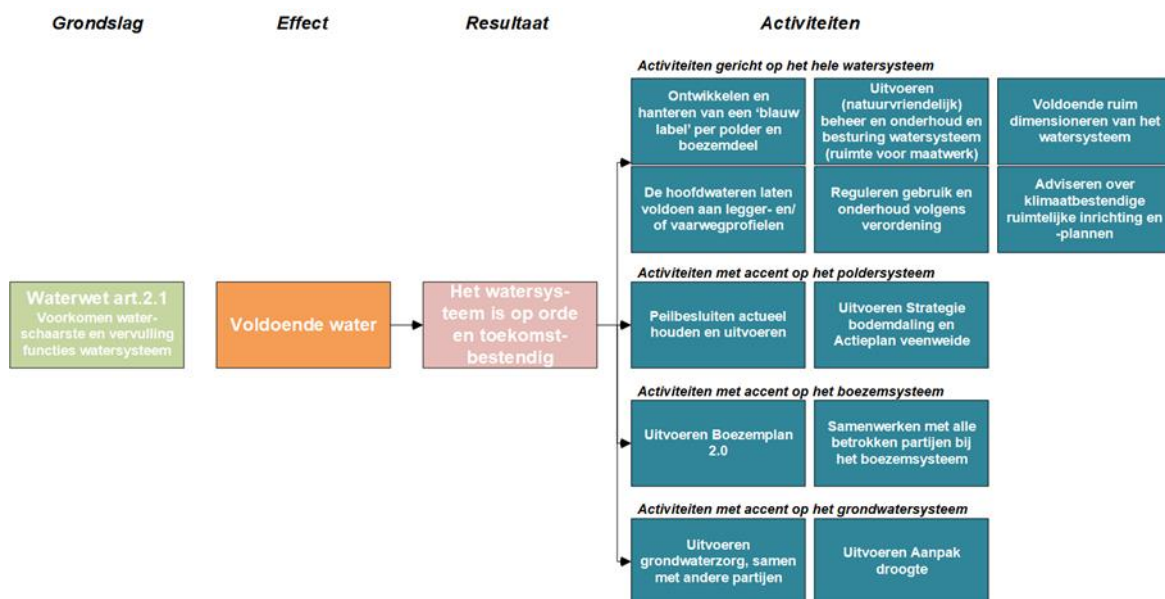 Grondslag
Effect
Resultaat
Activiteiten
Waterwet art.2.1
Voorkomen water-
schaarste en vervulling
functies watersysteem
Voldoende water
Het watersys-
teem is op orde
en toekomst-
bestendig
Activiteiten gericht op het hele watersysteem
Ontwikkelen en
hanteren van een ‘blauw
label’ per polder en
boezemdeel
Uitvoeren
(natuurvriendelijk)
beheer en onderhoud en
besturing watersysteem
(ruimte voor maatwerk)
Voldoende ruim
dimensioneren van het
watersysteem
De hoofdwateren laten
voldoen aan legger- en/
of vaarwegprofielen
Reguleren gebruik en
onderhoud volgens
verordening
Adviseren over
klimaatbestendige
ruimtelijke inrichting en
-plannen
Activiteiten met accent op het poldersysteem
Peilbesluiten actueel
houden en uitvoeren
Uitvoeren Strategie
bodemdaling en
Actieplan veenweide
Activiteiten met accent op het boezemsysteem
Uitvoeren Boezemplan
2.0
Samenwerken met alle
betrokken partijen bij
het boezemsysteem
Activiteiten met accent op het grondwatersysteem
Uitvoeren
grondwaterzorg, samen
met andere partijen
Uitvoeren Aanpak
droogte